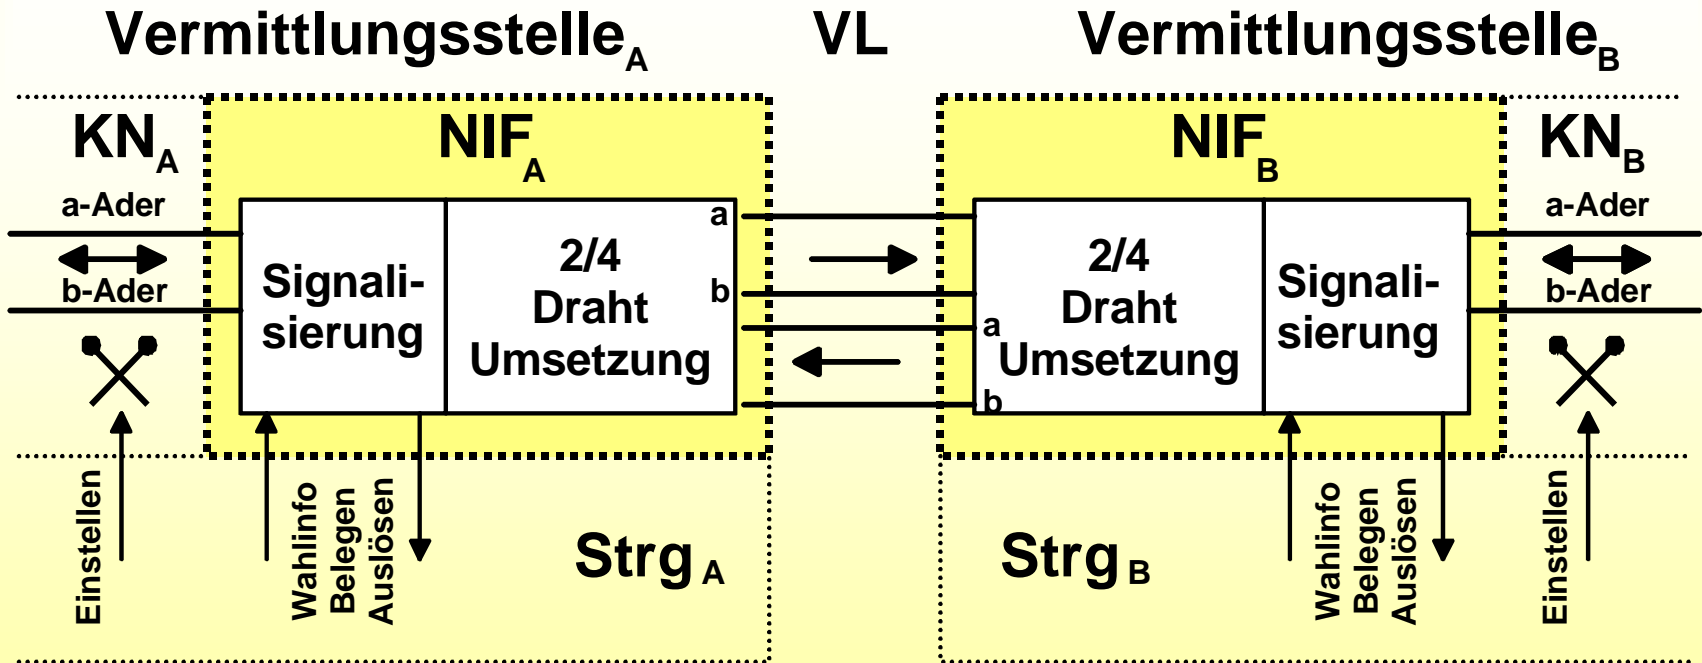 Vermittlungsstelle A
VL
Vermittlungsstelle B
KN A
NIF A
NIF B
KN B
a-Ader
b-Ader
Signali-
sierung
2/4
Draht
Umsetzung
a
b
a
b
2/4
Draht
Umsetzung
Signali-
sierung
a-Ader
b-Ader
Einstellen
Wahlinfo
Belegen
Auslösen
Strg A
Strg B
Wahlinfo
Belegen
Auslösen
Einstellen